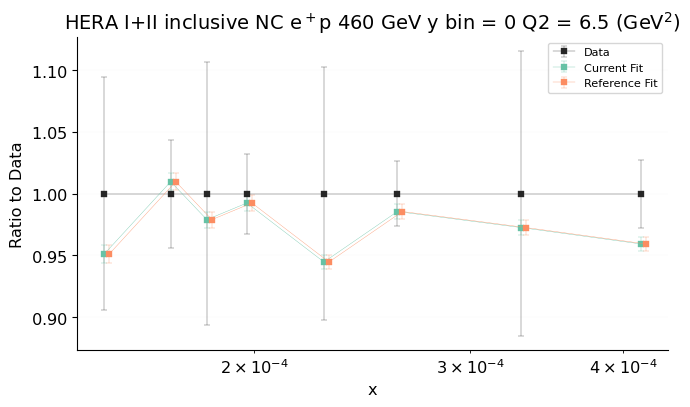 HERA I+II inclusive NC e⁺p 460 GeV y bin = 0 Q2 = 6.5 (GeV²)
Data
Current Fit
Reference Fit
Ratio to Data
1.10
1.05
1.00
0.95
0.90
2 × 10⁻⁴
3 × 10⁻⁴
4 × 10⁻⁴
x